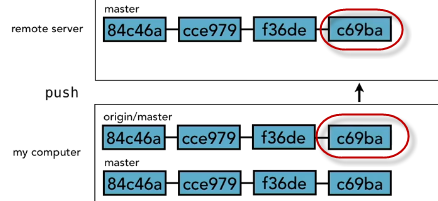 master
remote server
84c46a cce979 f36de c69ba
push
origin/master
84c46a cce979 f36de c69ba
my computer
master
84c46a cce979 f36de c69ba